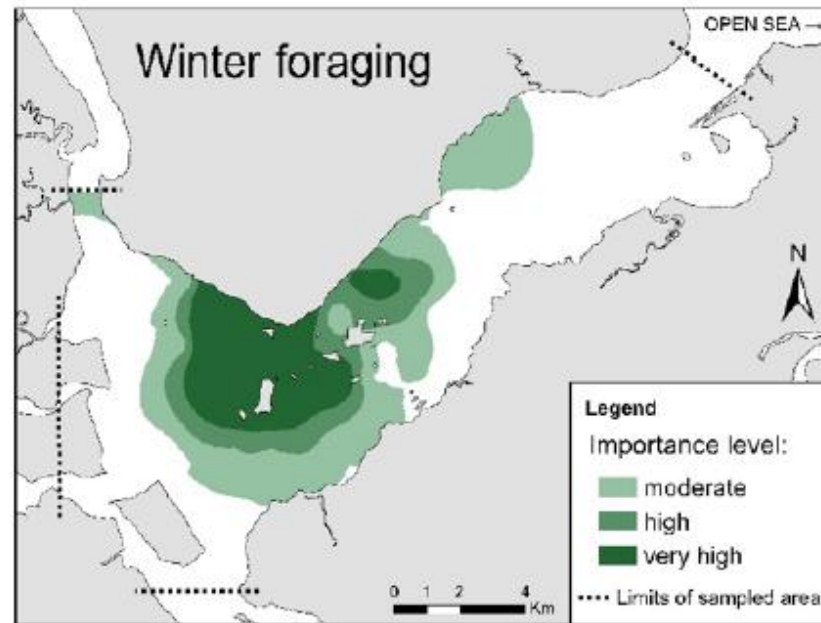 OPEN SEA →
Winter foraging
N
Legend
Importance level:
moderate
high
very high
Limits of sampled area
0 1 2 4
Km